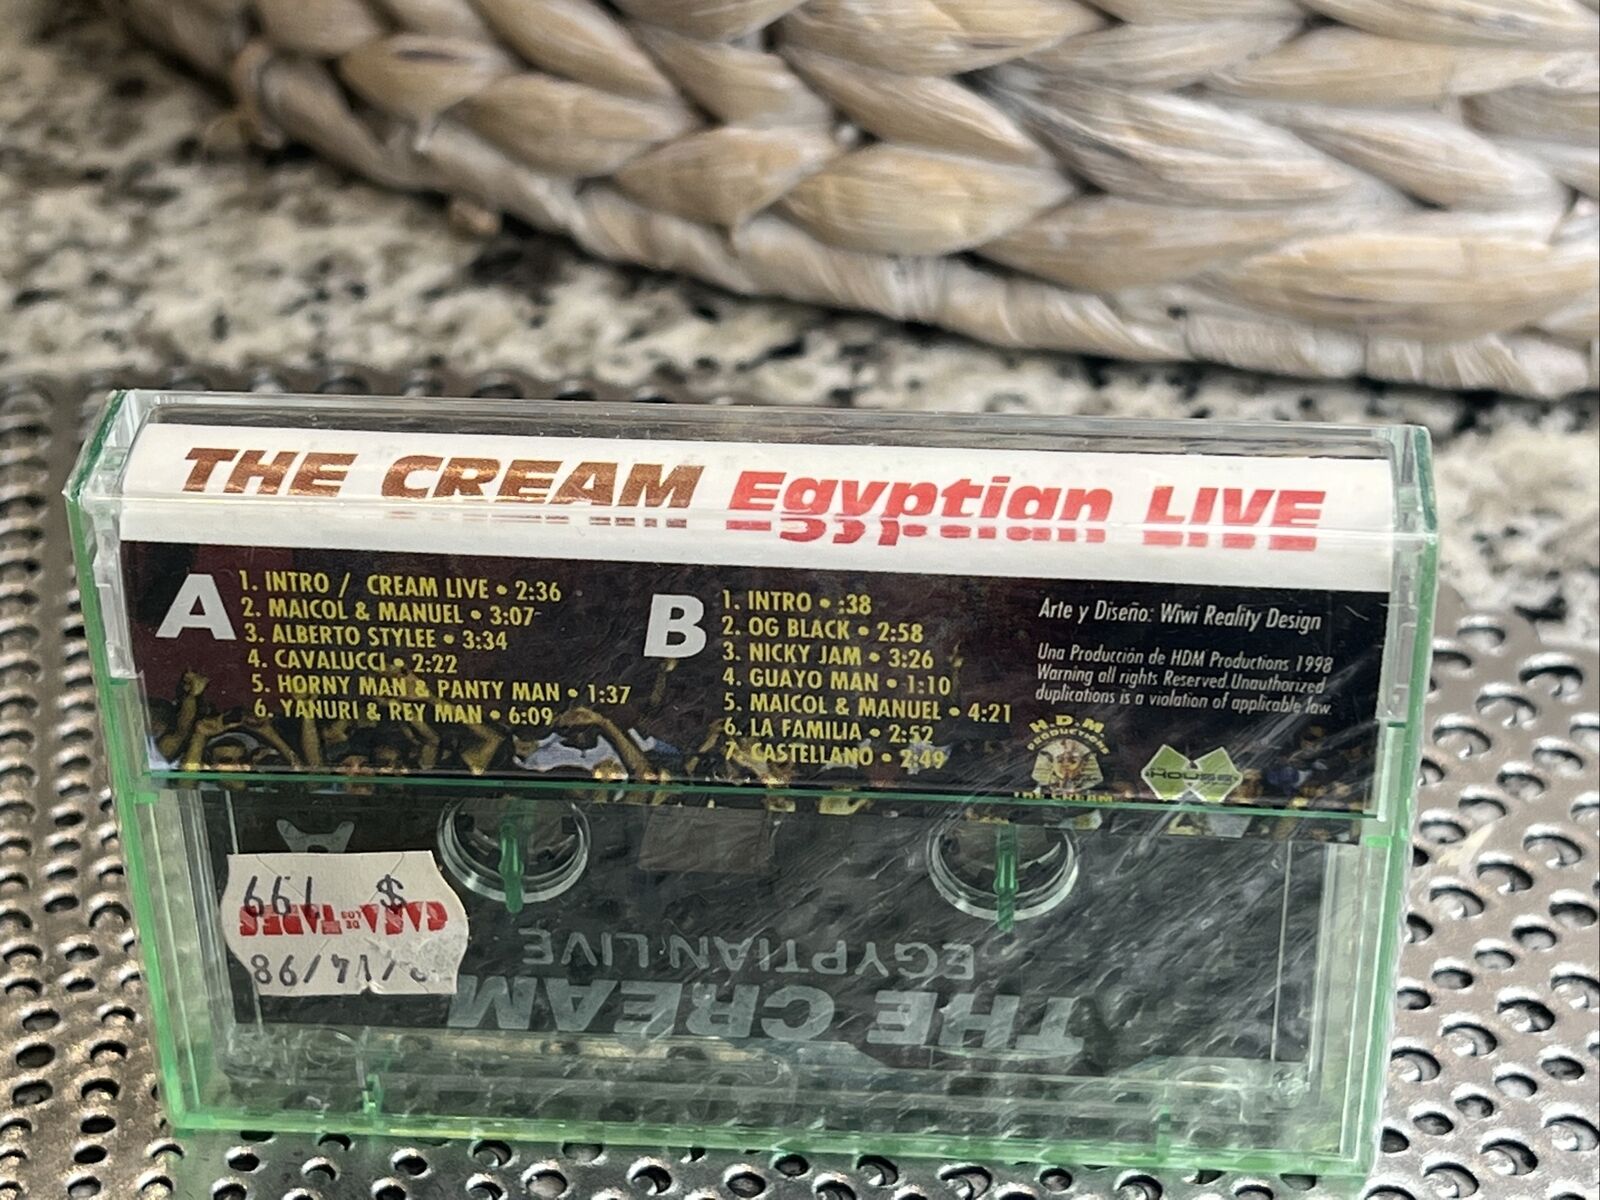 THE CREAM Egyptian LIVE
A
1. INTRO / CREAM LIVE • 2:36
2. MAICOL & MANUEL • 3:07
3. ALBERTO STYLEE • 3:34
4. CAVALUCCI • 2:22
5. HORNY MAN & PANTY MAN • 1:37
6. YANURI & REY MAN • 6:09
B
1. INTRO • :38
2. OG BLACK • 2:58
3. NICKY JAM • 3:26
4. GUAYO MAN • 1:10
5. MAICOL & MANUEL • 4:21
6. LA FAMILIA • 2:52
7. CASTELLANO • 2:49
Arte y Diseño: Wiwi Reality Design
Una Producción de HDM Productions 1998
Warning all rights Reserved.Unauthorized
duplications is a violation of applicable law.
H.D.M
PRODUCTIONS
THE CREAM
HOUSE
A
$
CASA DE LOS TAPES
EGYPTIAN LIVE
THE CREAM